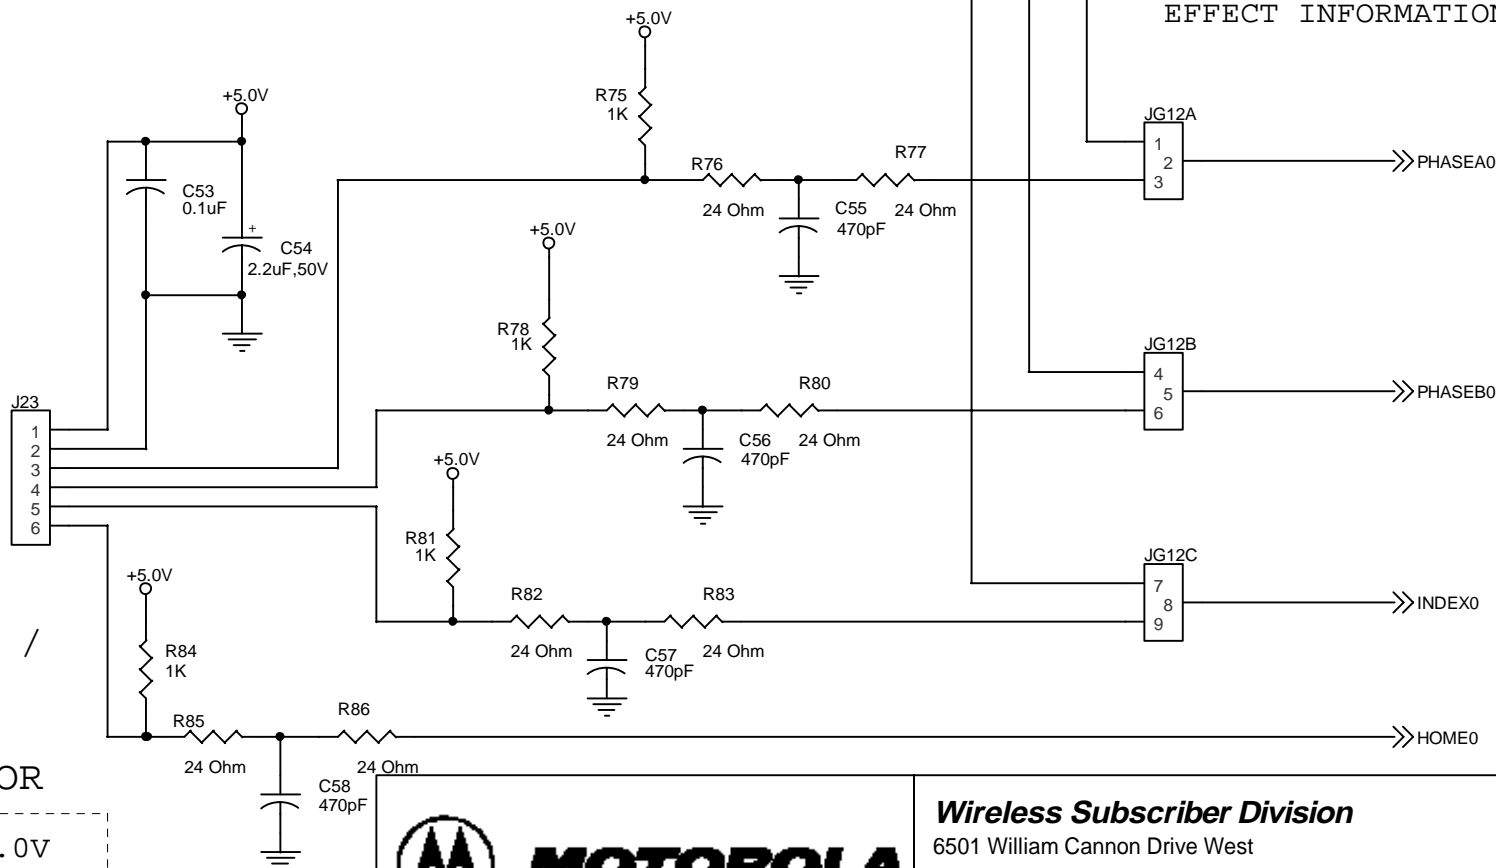 +5.0V
EFFECT INFORMATION
R75
1K
+5.0V
JG12A
1
2
3
PHASEA0
R76
R77
24 Ohm
C55
470pF
24 Ohm
C53
0.1uF
+
C54
2.2uF,50V
+5.0V
R78
1K
JG12B
4
5
6
PHASEB0
R79
R80
24 Ohm
C56
470pF
24 Ohm
J23
1
2
3
4
5
6
+5.0V
R81
1K
JG12C
7
8
9
INDEX0
R82
R83
24 Ohm
C57
470pF
24 Ohm
+5.0V
/
R84
1K
R85
R86
HOME0
24 Ohm
24 Ohm
C58
470pF
OR
.0V
MOTOROLA
Wireless Subscriber Division
6501 William Cannon Drive West